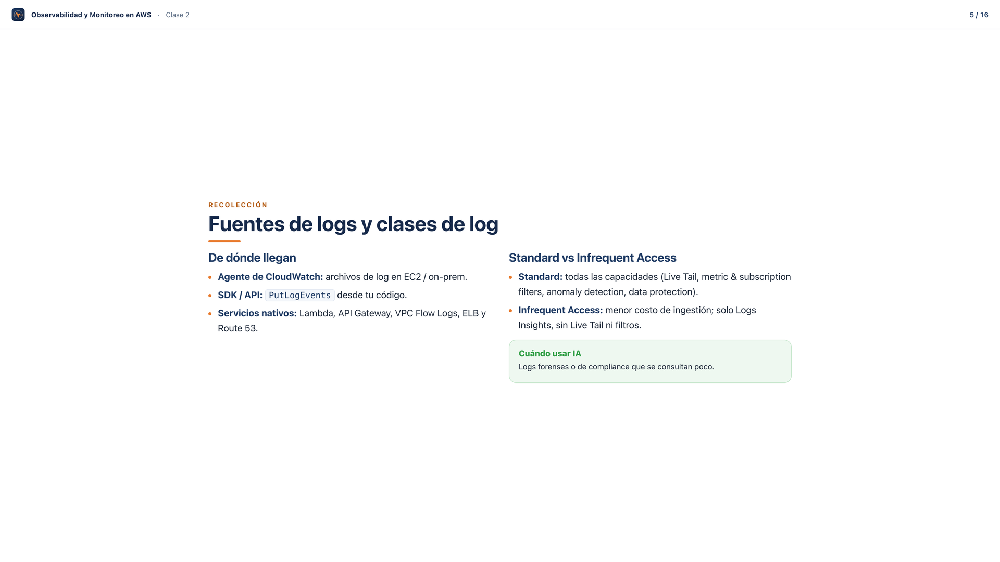 Observabilidad y Monitoreo en AWS · Clase 2
5 / 16
RECOLECCIÓN
Fuentes de logs y clases de log
De dónde llegan
• Agente de CloudWatch: archivos de log en EC2 / on-prem.
• SDK / API: PutLogEvents desde tu código.
• Servicios nativos: Lambda, API Gateway, VPC Flow Logs, ELB y
Route 53.
Standard vs Infrequent Access
• Standard: todas las capacidades (Live Tail, metric & subscription
filters, anomaly detection, data protection).
• Infrequent Access: menor costo de ingestión; solo Logs
Insights, sin Live Tail ni filtros.
Cuándo usar IA
Logs forenses o de compliance que se consultan poco.